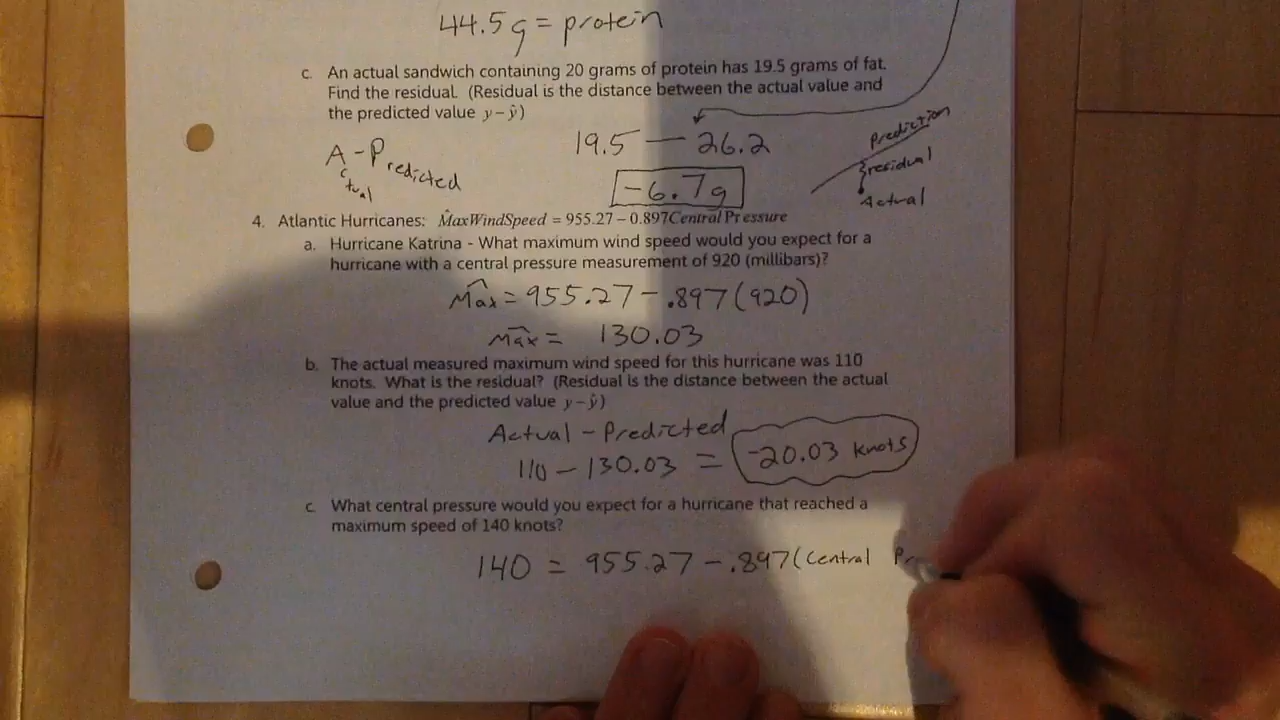 44.5g = protein
c. An actual sandwich containing 20 grams of protein has 19.5 grams of fat.
Find the residual. (Residual is the distance between the actual value and
the predicted value y – ŷ)
19.5 — 26.2
Prediction
residual
Actual
A - Predicted
ctual
-6.7g
4. Atlantic Hurricanes: M̂axWindSpeed = 955.27 – 0.897Central Pressure
a. Hurricane Katrina - What maximum wind speed would you expect for a
hurricane with a central pressure measurement of 920 (millibars)?
M̂ax = 955.27 - .897(920)
m̂ax = 130.03
b. The actual measured maximum wind speed for this hurricane was 110
knots. What is the residual? (Residual is the distance between the actual
value and the predicted value y – ŷ)
Actual - Predicted
110 - 130.03 = -20.03 knots
c. What central pressure would you expect for a hurricane that reached a
maximum speed of 140 knots?
140 = 955.27 - .897(Central